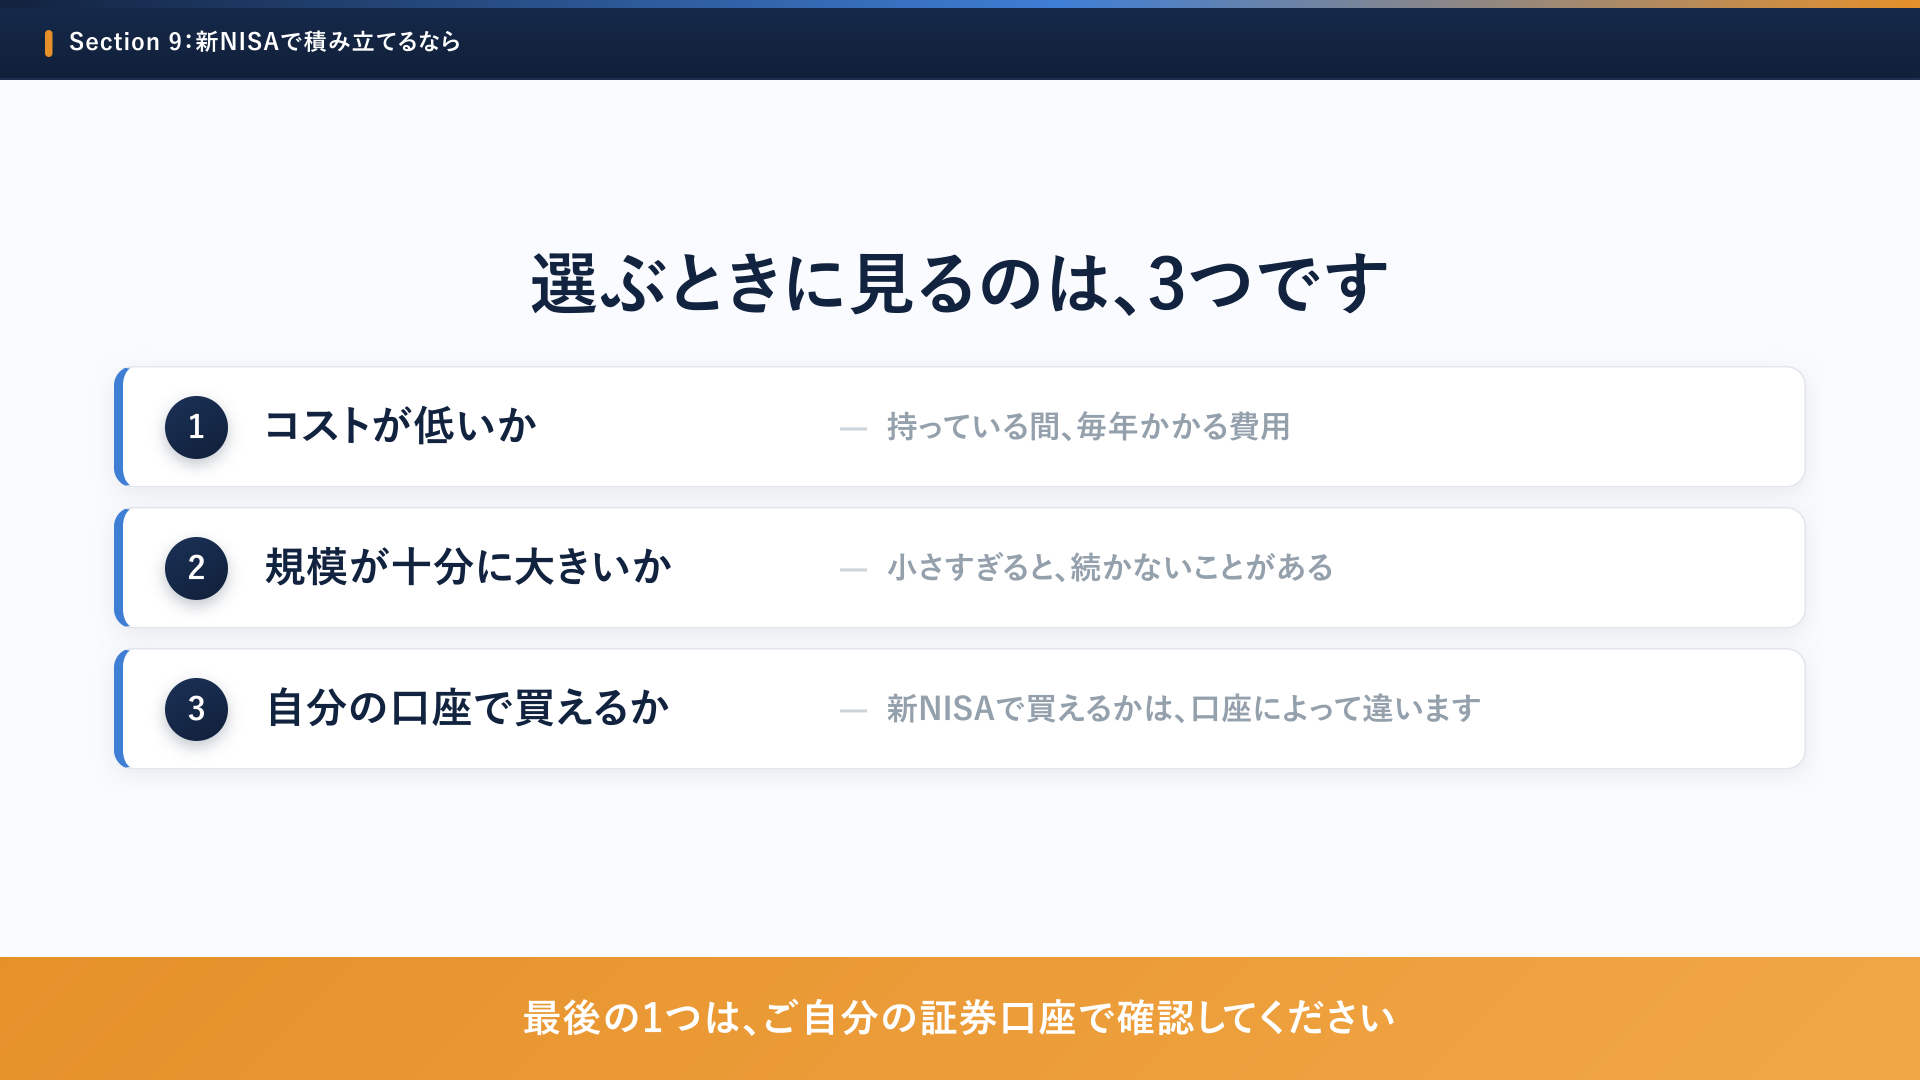 Section 9:新NISAで積み立てるなら
選ぶときに見るのは、3つです
1 コストが低いか — 持っている間、毎年かかる費用
2 規模が十分に大きいか — 小さすぎると、続かないことがある
3 自分の口座で買えるか — 新NISAで買えるかは、口座によって違います
最後の1つは、ご自分の証券口座で確認してください